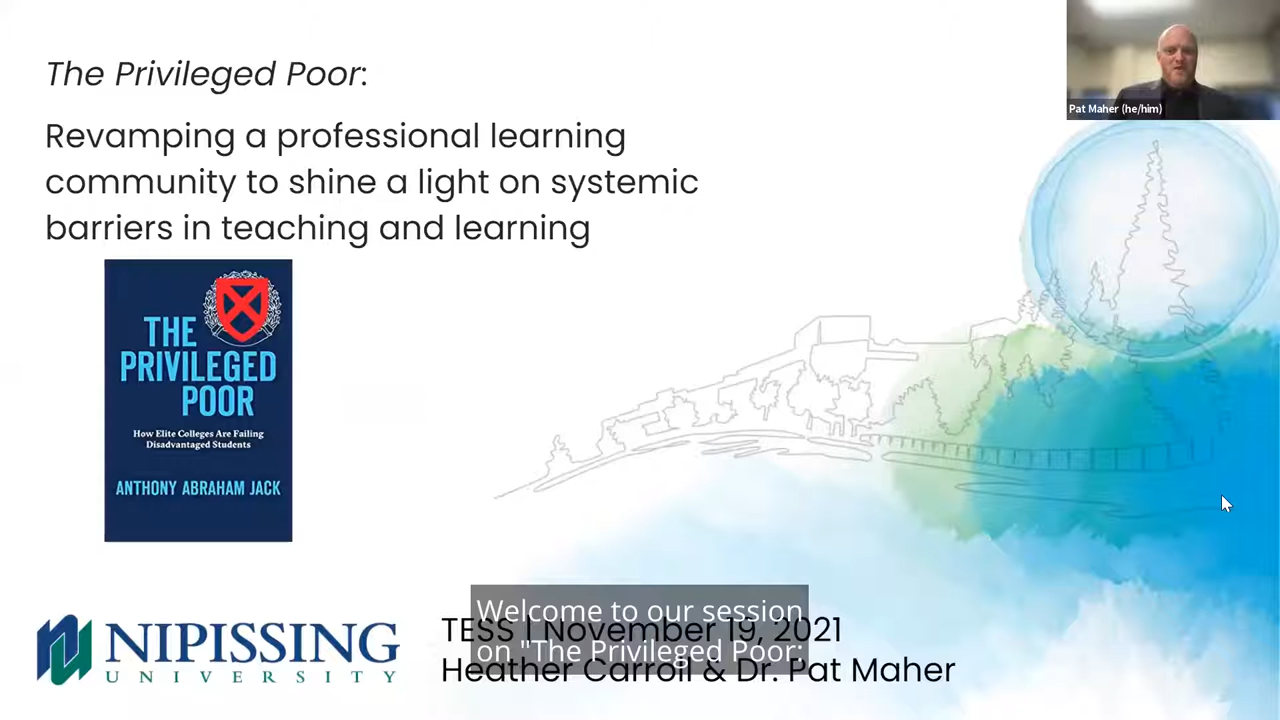 The Privileged Poor:
Revamping a professional learning
community to shine a light on systemic
barriers in teaching and learning
Pat Maher (he/him)
THE
PRIVILEGED
POOR
How Elite Colleges Are Failing
Disadvantaged Students
ANTHONY ABRAHAM JACK
NIPISSING
UNIVERSITY
TESS | November 19, 2021
Heather Carroll & Dr. Pat Maher
Welcome to our session
on "The Privileged Poor: